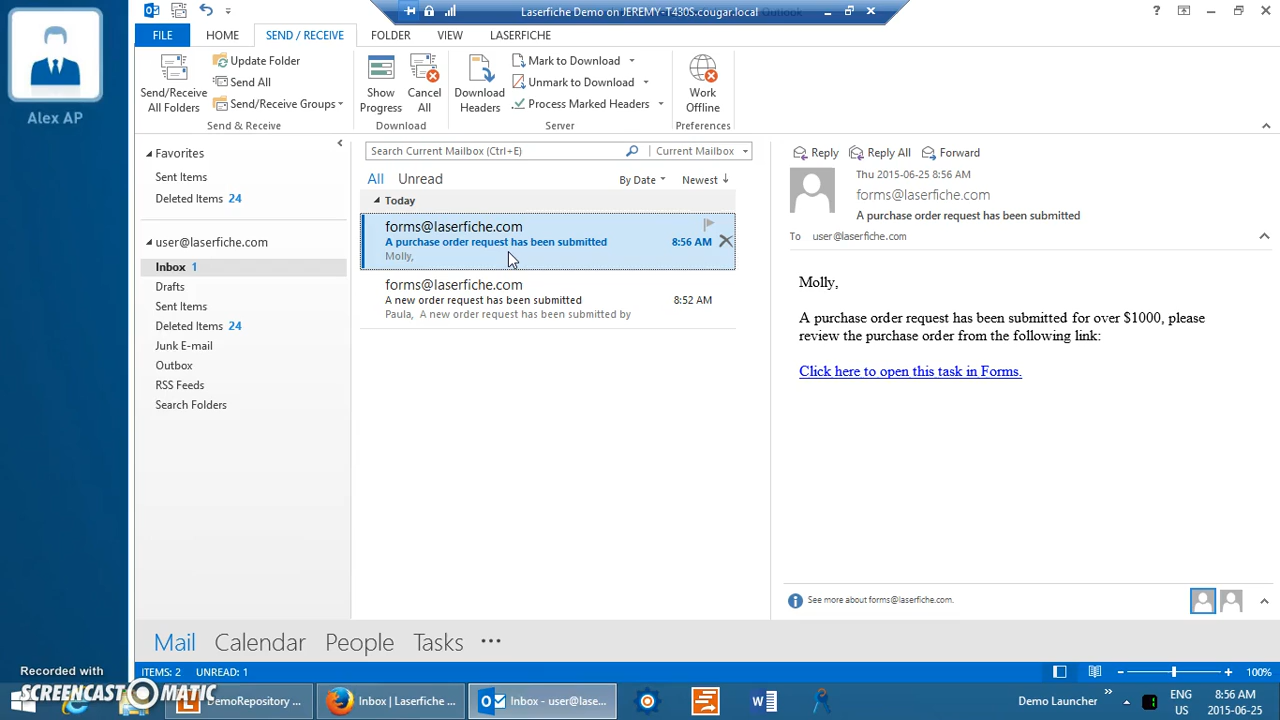 Alex AP
Laserfiche Demo on JEREMY-T430S.cougar.local
Outlook
FILE
HOME
SEND / RECEIVE
FOLDER
VIEW
LASERFICHE
Send/Receive
All Folders
Update Folder
Send All
Send/Receive Groups
Send & Receive
Show
Progress
Cancel
All
Download
Download
Headers
Mark to Download
Unmark to Download
Process Marked Headers
Server
Work
Offline
Preferences
Favorites
Sent Items
Deleted Items 24
user@laserfiche.com
Inbox 1
Drafts
Sent Items
Deleted Items 24
Junk E-mail
Outbox
RSS Feeds
Search Folders
Search Current Mailbox (Ctrl+E)
Current Mailbox
All
Unread
By Date
Newest
Today
forms@laserfiche.com
A purchase order request has been submitted
8:56 AM
Molly,
forms@laserfiche.com
A new order request has been submitted
8:52 AM
Paula, A new order request has been submitted by
Reply
Reply All
Forward
Thu 2015-06-25 8:56 AM
forms@laserfiche.com
A purchase order request has been submitted
To user@laserfiche.com
Molly,
A purchase order request has been submitted for over $1000, please
review the purchase order from the following link:
Click here to open this task in Forms.
See more about forms@laserfiche.com.
Mail
Calendar
People
Tasks
ITEMS: 2
UNREAD: 1
100%
Recorded with
SCREENCAST-O-MATIC
DemoRepository ...
Inbox | Laserfiche ...
Inbox - user@lase...
Demo Launcher
ENG
US
8:56 AM
2015-06-25